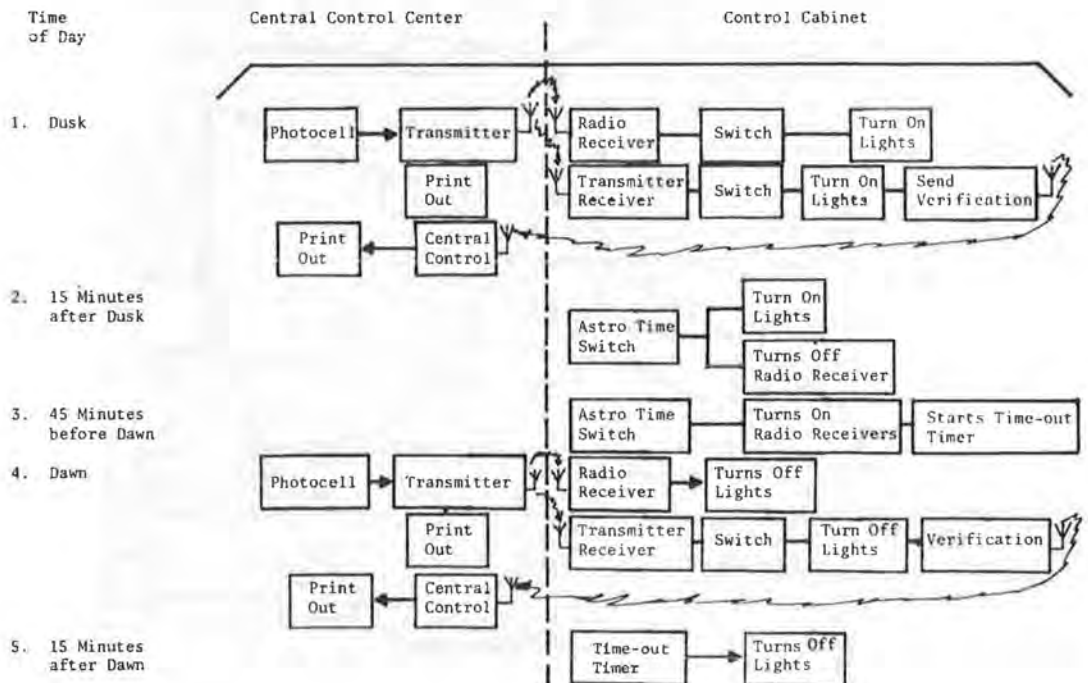 Time
of Day
Central Control Center
Control Cabinet
1. Dusk
Photocell
Transmitter
Radio
Receiver
Switch
Turn On
Lights
Print
Out
Transmitter
Receiver
Switch
Turn On
Lights
Send
Verification
Print
Out
Central
Control
2. 15 Minutes
after Dusk
Astro Time
Switch
Turn On
Lights
Turns Off
Radio Receiver
3. 45 Minutes
before Dawn
Astro Time
Switch
Turns On
Radio Receivers
Starts Time-out
Timer
4. Dawn
Photocell
Transmitter
Radio
Receiver
Turns Off
Lights
Print
Out
Transmitter
Receiver
Switch
Turn Off
Lights
Verification
Print
Out
Central
Control
5. 15 Minutes
after Dawn
Time-out
Timer
Turns Off
Lights